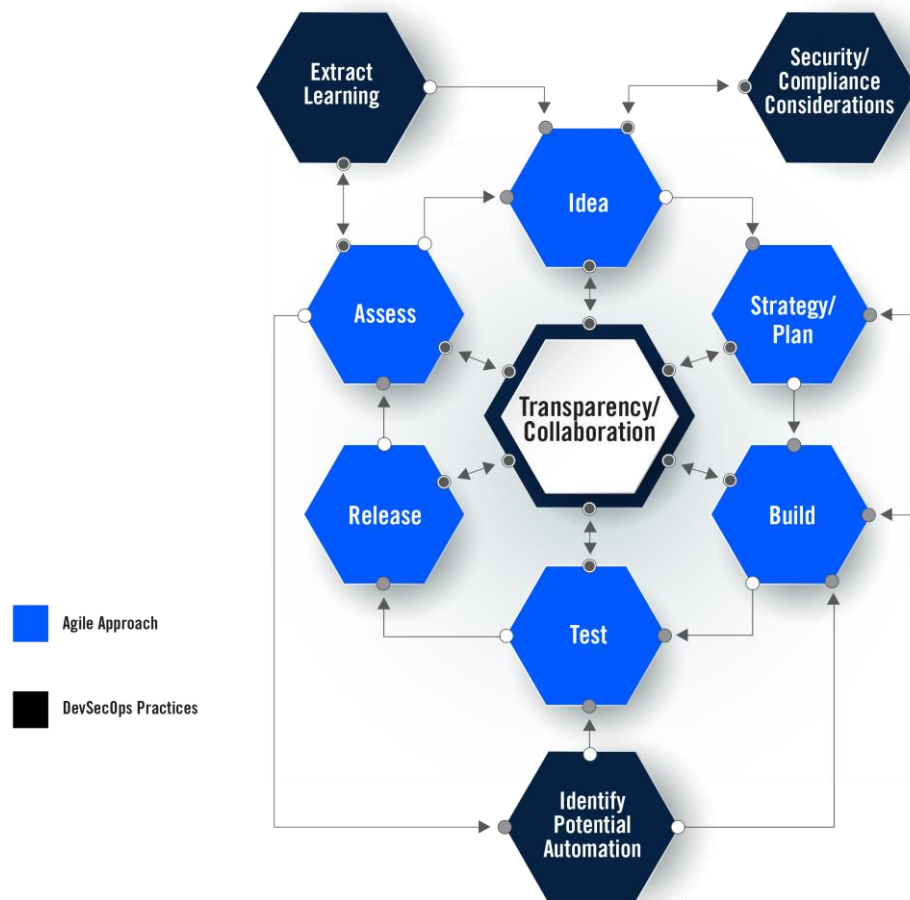 Extract
Learning
Security/
Compliance
Considerations
Idea
Assess
Strategy/
Plan
Transparency/
Collaboration
Release
Build
Test
Agile Approach
DevSecOps Practices
Identify
Potential
Automation